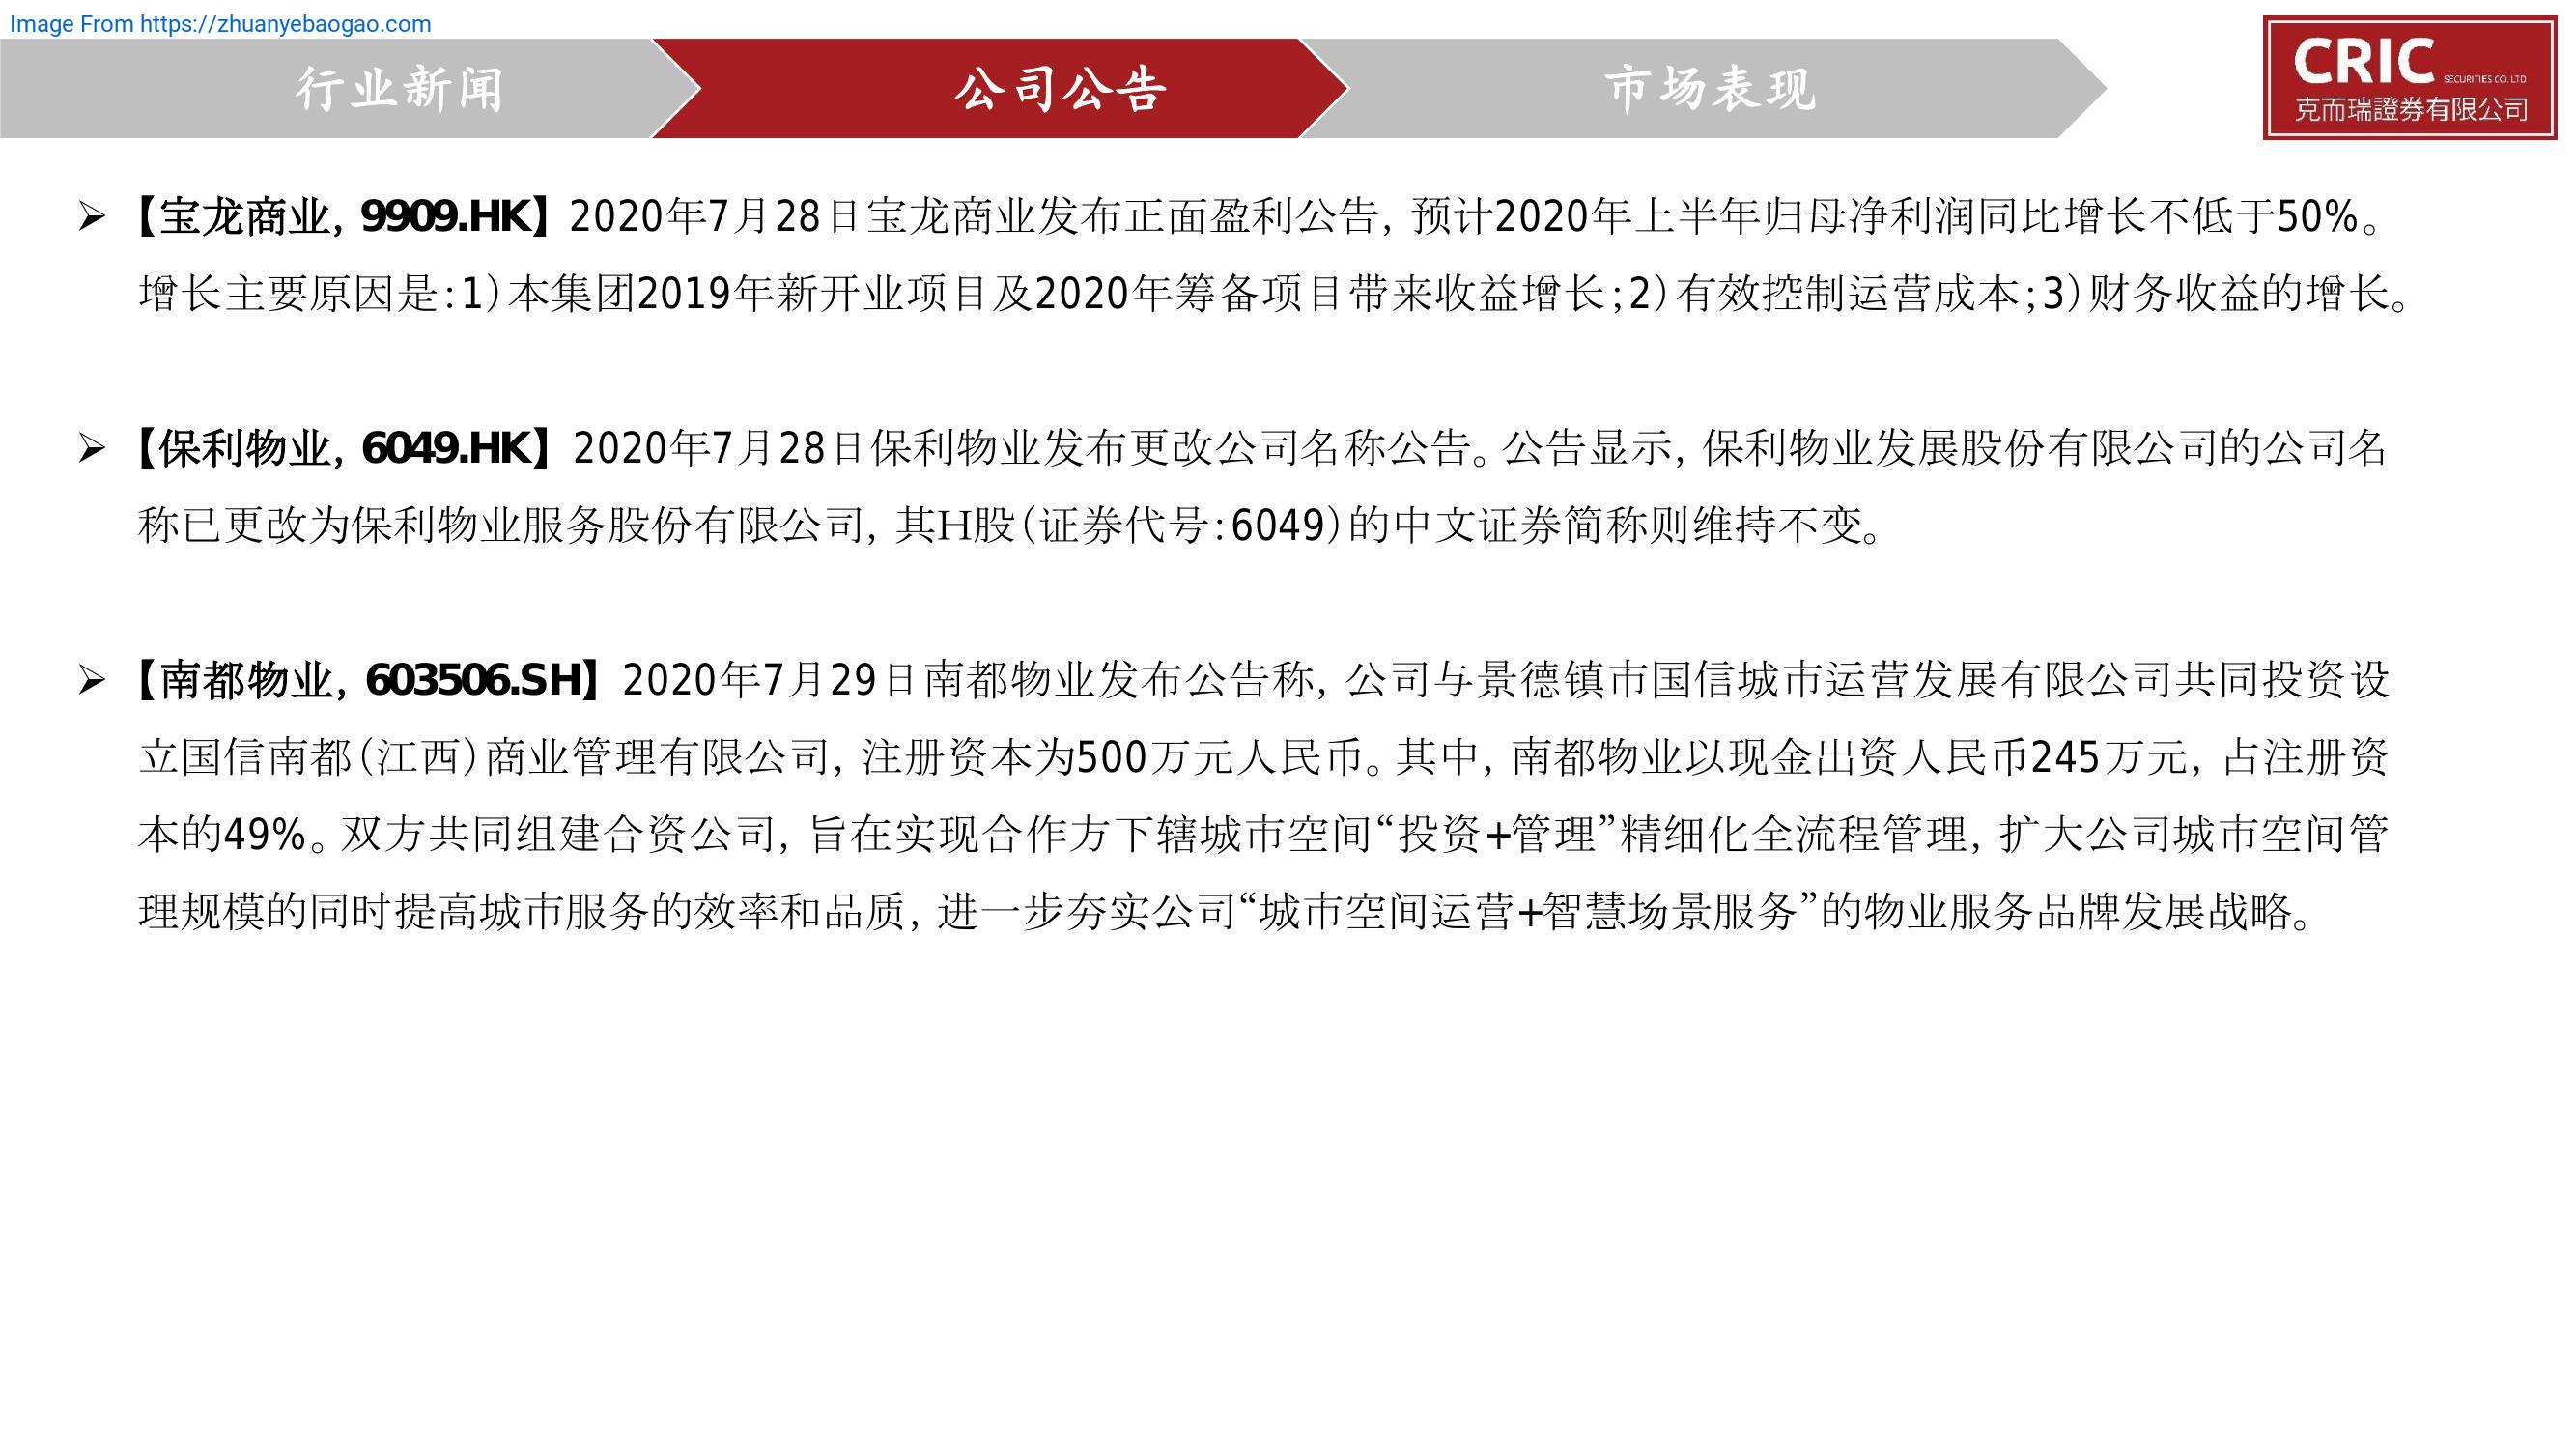 Image From https://zhuanyebaogao.com
行业新闻
公司公告
市场表现
CRIC SECURITIES CO. LTD
克而瑞證券有限公司
➢ 【宝龙商业, 9909.HK】2020年7月28日宝龙商业发布正面盈利公告, 预计2020年上半年归母净利润同比增长不低于50%。
增长主要原因是:1)本集团2019年新开业项目及2020年筹备项目带来收益增长;2)有效控制运营成本;3)财务收益的增长。
➢ 【保利物业, 6049.HK】2020年7月28日保利物业发布更改公司名称公告。公告显示, 保利物业发展股份有限公司的公司名
称已更改为保利物业服务股份有限公司, 其H股(证券代号:6049)的中文证券简称则维持不变。
➢ 【南都物业, 603506.SH】2020年7月29日南都物业发布公告称, 公司与景德镇市国信城市运营发展有限公司共同投资设
立国信南都(江西)商业管理有限公司, 注册资本为500万元人民币。其中, 南都物业以现金出资人民币245万元, 占注册资
本的49%。双方共同组建合资公司, 旨在实现合作方下辖城市空间“投资+管理”精细化全流程管理, 扩大公司城市空间管
理规模的同时提高城市服务的效率和品质, 进一步夯实公司“城市空间运营+智慧场景服务”的物业服务品牌发展战略。